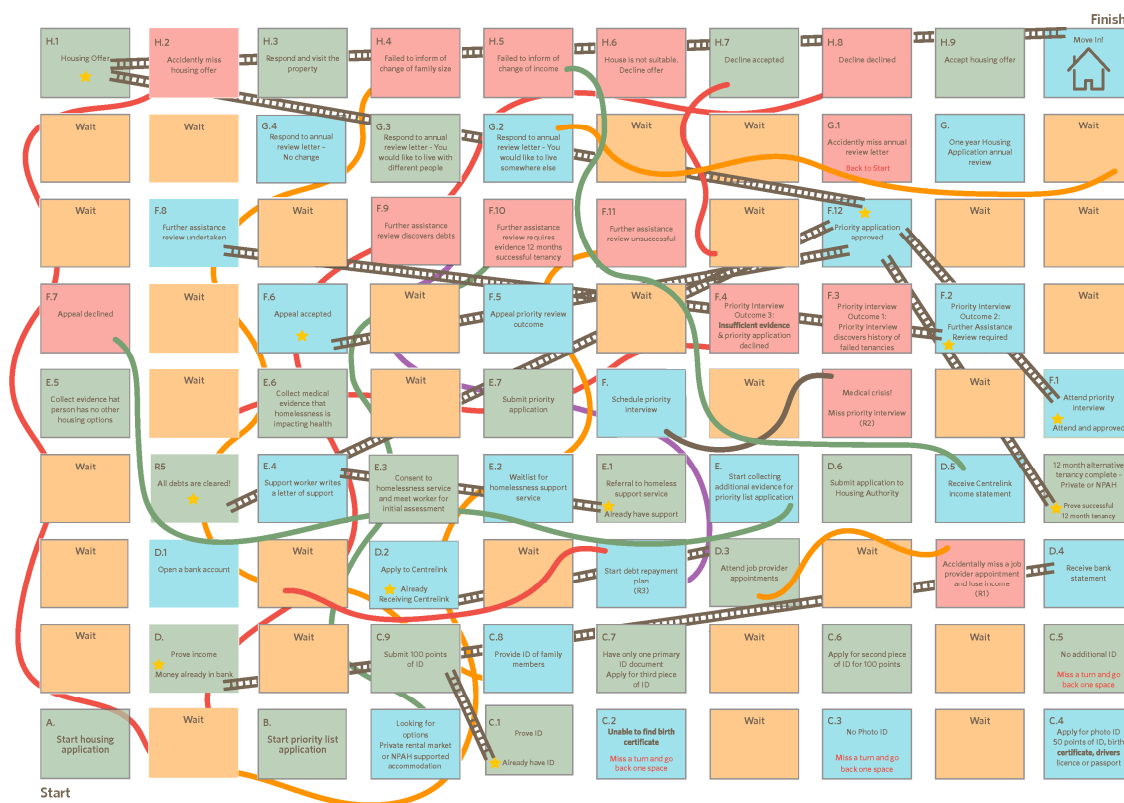 Finish
H.1
Housing Offer
H.2
Accidently miss
housing offer
H.3
Respond and visit the
property
H.4
Failed to inform of
change of family size
H.5
Failed to inform of
change of income
H.6
House is not suitable.
Decline offer
H.7
Decline accepted
H.8
Decline declined
H.9
Accept housing offer
Move In!
Wait
Wait
G.4
Respond to annual
review letter -
No change
G.3
Respond to annual
review letter - You
would like to live with
different people
G.2
Respond to annual
review letter - You
would like to live
somewhere else
Wait
Wait
G.1
Accidently miss annual
review letter
Back to Start
G.
One year Housing
Application annual
review
Wait
Wait
F.8
Further assistance
review undertaken
Wait
F.9
Further assistance
review discovers debts
F.10
Further assistance
review requires
evidence 12 months
successful tenancy
F.11
Further assistance
review unsuccessful
Wait
F.12
Priority application
approved
Wait
Wait
F.7
Appeal declined
Wait
F.6
Appeal accepted
Wait
F.5
Appeal priority review
outcome
Wait
F.4
Priority Interview
Outcome 3:
Insufficient evidence
& priority application
declined
F.3
Priority interview
Outcome 1:
Priority interview
discovers history of
failed tenancies
F.2
Priority interview
Outcome 2:
Further Assistance
Review required
Wait
E.5
Collect evidence hat
person has no other
housing options
Wait
E.6
Collect medical
evidence that
homelessness is
impacting health
Wait
E.7
Submit priority
application
F.
Schedule priority
interview
Wait
Medical crisi!
Miss priority interview
(R2)
Wait
F.1
Attend priority
interview
Attend and approved
Wait
R5
All debts are cleared!
E.4
Support worker writes
a letter of support
E.3
Consent to
homelessness service
and meet worker for
initial assessment
E.2
Waitlist for
homelessness support
service
E.1
Referral to homeless
support service
Already have support
E.
Start collecting
additional evidence for
priority list application
D.6
Submit application to
Housing Authority
D.5
Receive Centrelink
income statement
12 month alternative
tenancy complete -
Private or NPAH
Prove successful
12 month tenancy
Wait
D.1
Open a bank account
Wait
D.2
Apply to Centrelink
Already
Receiving Centrelink
Wait
Start debt repayment
plan
(R3)
D.3
Attend job provider
appointments
Wait
Accidentally miss a job
provider appointment
and lose income
(R1)
D.4
Receive bank
statement
Wait
D.
Prove income
Money already in bank
Wait
C.9
Submit 100 points
of ID
C.8
Provide ID of family
members
C.7
Have only one primary
ID document
Apply for third piece
of ID
Wait
C.6
Apply for second piece
of ID for 100 points
Wait
C.5
No additional ID
Miss a turn and go
back one space
A.
Start housing
application
Wait
B.
Start priority list
application
Looking for
options
Private rental market
or NPAH supported
accommodation
C.1
Prove ID
Already have ID
C.2
Unable to find birth
certificate
Miss a turn and go
back one space
Wait
C.3
No Photo ID
Miss a turn and go
back one space
Wait
C.4
Apply for photo ID
50 points of ID, birth
certificate, drivers
licence or passport
Start